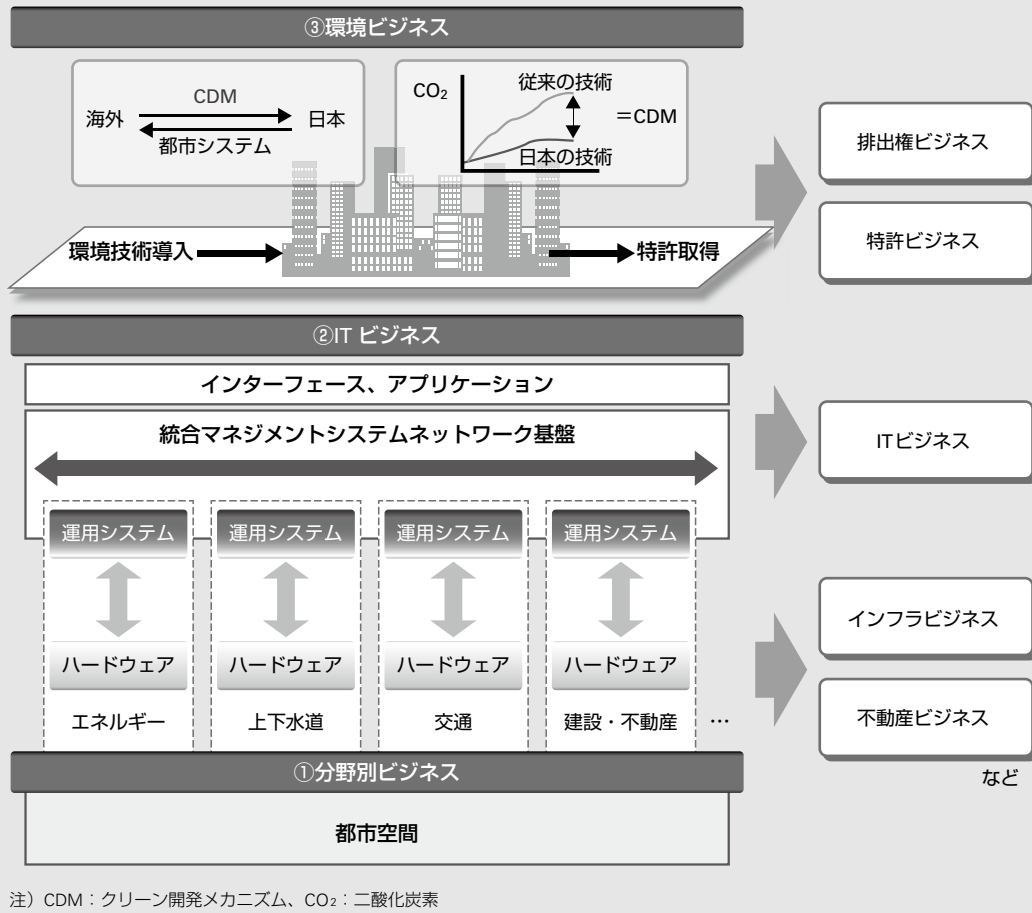 ③環境ビジネス
CDM
海外
日本
都市システム
CO₂
従来の技術
＝CDM
日本の技術
環境技術導入
特許取得
排出権ビジネス
特許ビジネス
②IT ビジネス
インターフェース、アプリケーション
統合マネジメントシステムネットワーク基盤
ITビジネス
運用システム
運用システム
運用システム
運用システム
ハードウェア
ハードウェア
ハードウェア
ハードウェア
エネルギー
上下水道
交通
建設・不動産
…
インフラビジネス
不動産ビジネス
など
①分野別ビジネス
都市空間
注）CDM：クリーン開発メカニズム、CO₂：二酸化炭素